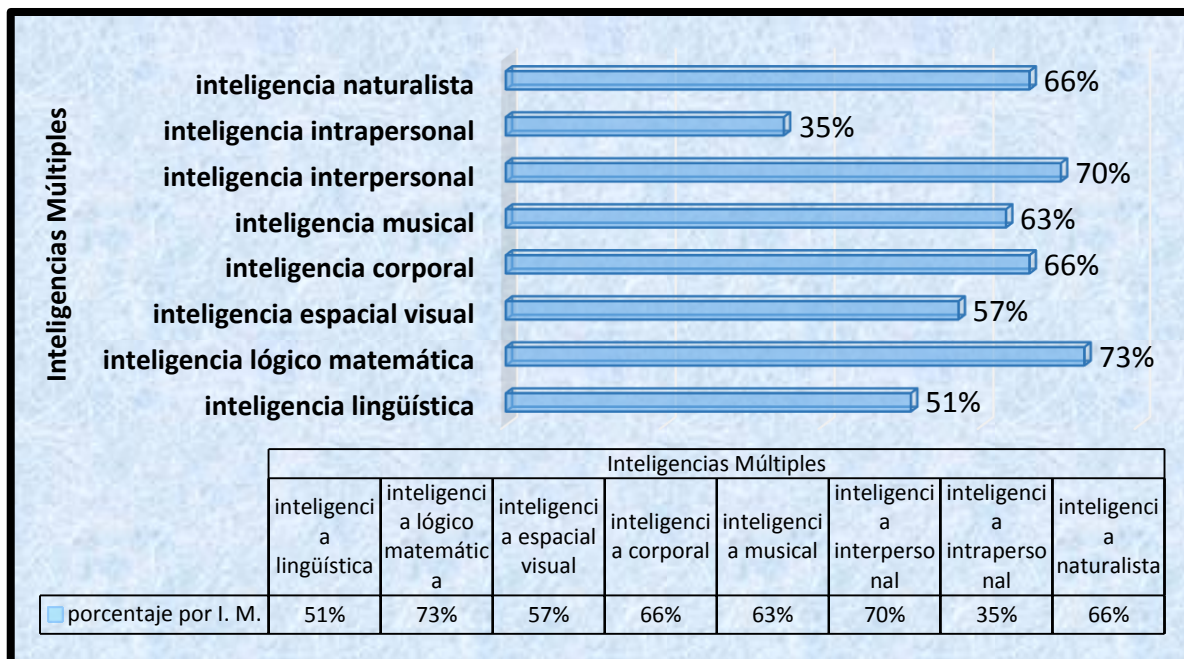 Inteligencias Múltiples
inteligencia naturalista 66%
inteligencia intrapersonal 35%
inteligencia interpersonal 70%
inteligencia musical 63%
inteligencia corporal 66%
inteligencia espacial visual 57%
inteligencia lógico matemática 73%
inteligencia lingüística 51%
Inteligencias Múltiples
inteligenci
a
lingüística
inteligenci
a lógico
matemátic
a
inteligenci
a espacial
visual
inteligenci
a corporal
inteligenci
a musical
inteligenci
a
interperso
nal
inteligenci
a
intraperso
nal
inteligenci
a
naturalista
porcentaje por I. M. 51% 73% 57% 66% 63% 70% 35% 66%